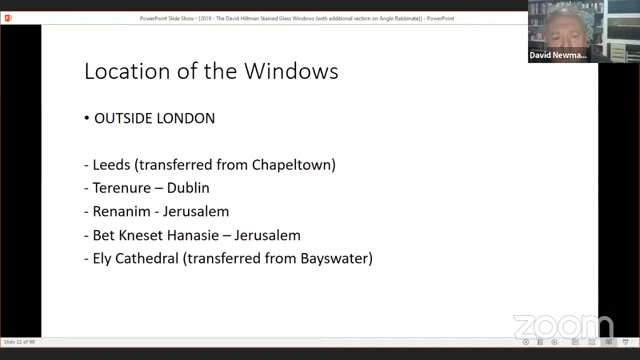 PowerPoint Slide Show - [2019 - The David Hillman Stained Glass Windows (with additional section on Anglo Rabbinate)] - PowerPoint
David Newma...
Location of the Windows
• OUTSIDE LONDON
- Leeds (transferred from Chapeltown)
- Terenure – Dublin
- Renanim - Jerusalem
- Bet Kneset Hanasie – Jerusalem
- Ely Cathedral (transferred from Bayswater)
zoom
Slide 12 of 99